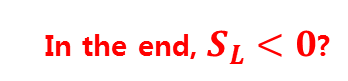 In the end, S_L < 0?